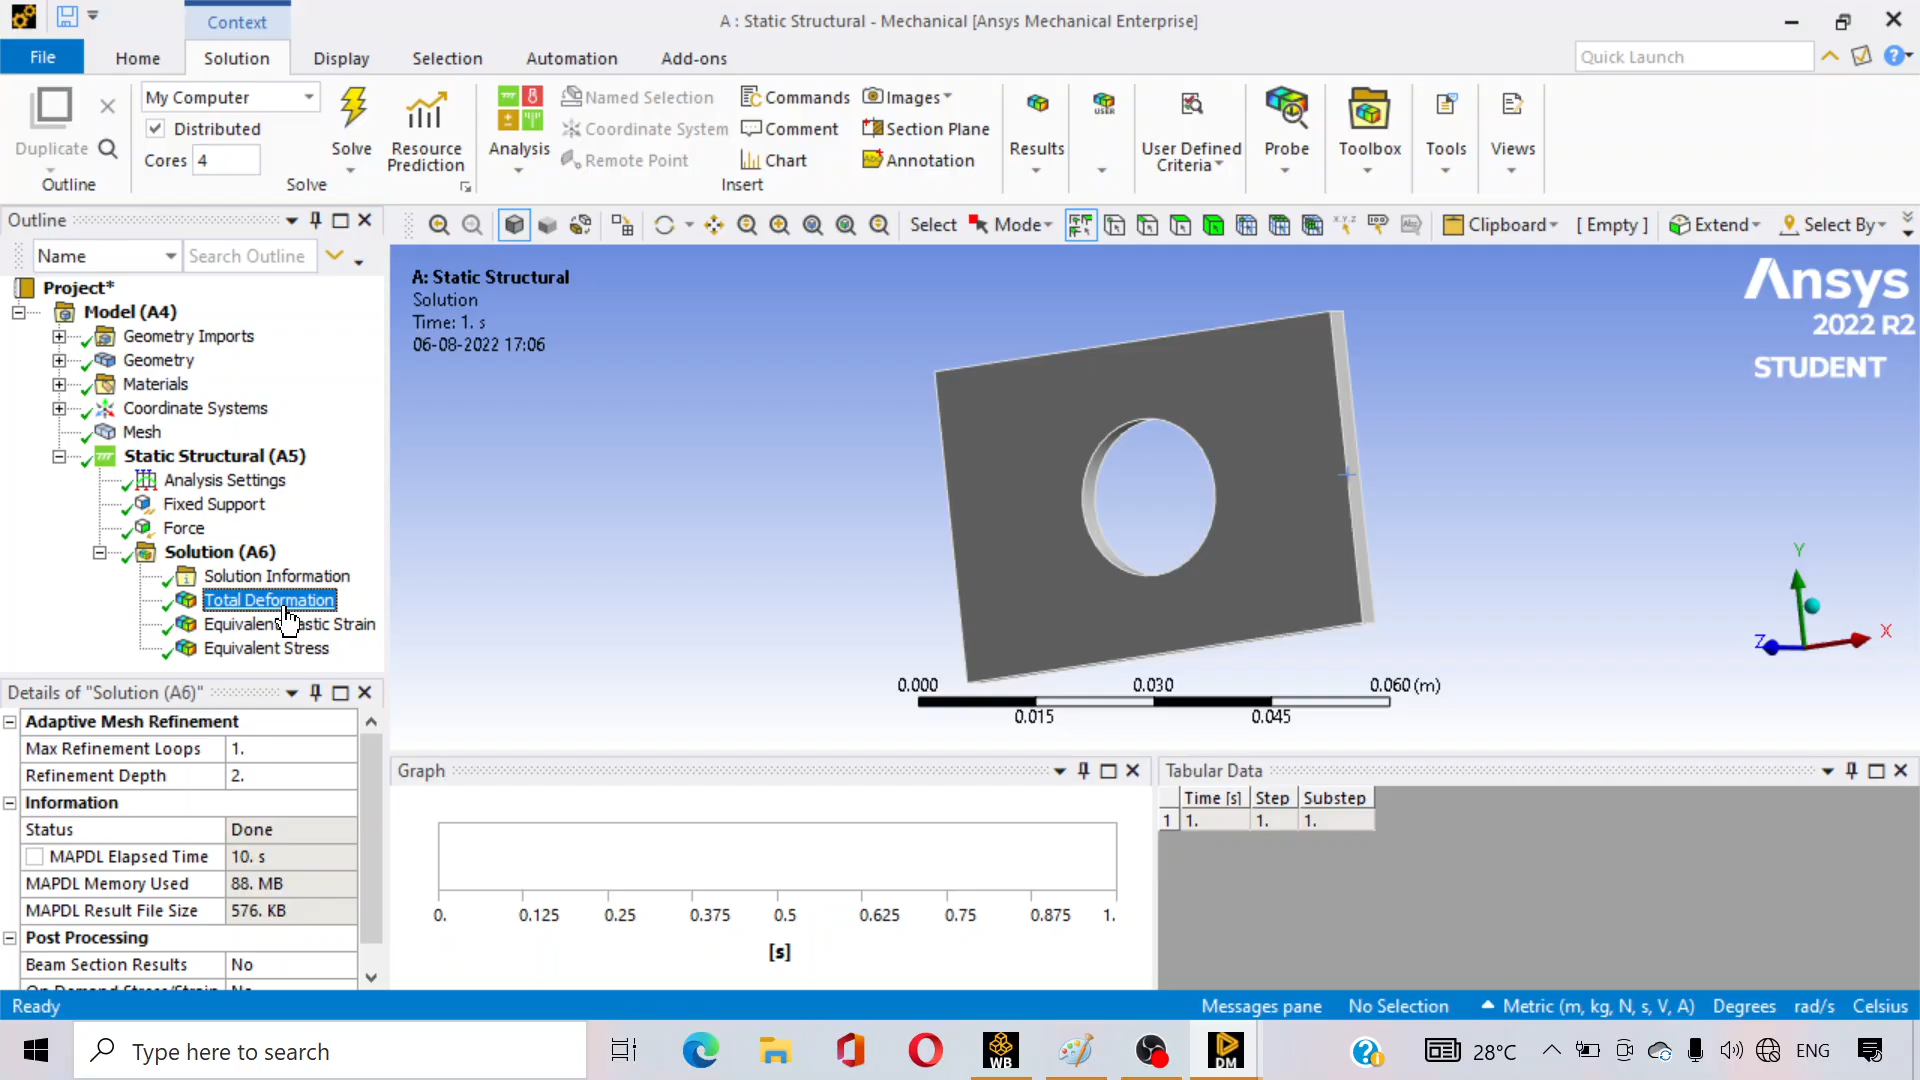 Context
A : Static Structural - Mechanical [Ansys Mechanical Enterprise]
File
Home
Solution
Display
Selection
Automation
Add-ons
Quick Launch
My Computer
Distributed
Cores 4
Duplicate
Outline
Solve
Resource
Prediction
Solve
Analysis
Named Selection
Coordinate System
Remote Point
Commands
Comment
Chart
Images
Section Plane
Annotation
Insert
Results
USER
User Defined
Criteria
Probe
Toolbox
Tools
Views
Outline
Name
Search Outline
Select
Mode
Clipboard
[ Empty ]
Extend
Select By
Project*
Model (A4)
Geometry Imports
Geometry
Materials
Coordinate Systems
Mesh
Static Structural (A5)
Analysis Settings
Fixed Support
Force
Solution (A6)
Solution Information
Total Deformation
Equivalent astic Strain
Equivalent Stress
A: Static Structural
Solution
Time: 1. s
06-08-2022 17:06
Ansys
2022 R2
STUDENT
Y
X
Z
0.000
0.030
0.060 (m)
0.015
0.045
Details of "Solution (A6)"
Adaptive Mesh Refinement
Max Refinement Loops 1.
Refinement Depth 2.
Information
Status Done
MAPDL Elapsed Time 10. s
MAPDL Memory Used 88. MB
MAPDL Result File Size 576. KB
Post Processing
Beam Section Results No
Graph
0. 0.125 0.25 0.375 0.5 0.625 0.75 0.875 1.
[s]
Tabular Data
Time [s] Step Substep
1 1. 1. 1.
Ready
Messages pane
No Selection
Metric (m, kg, N, s, V, A)
Degrees
rad/s
Celsius
Type here to search
WB
DM
28°C
ENG